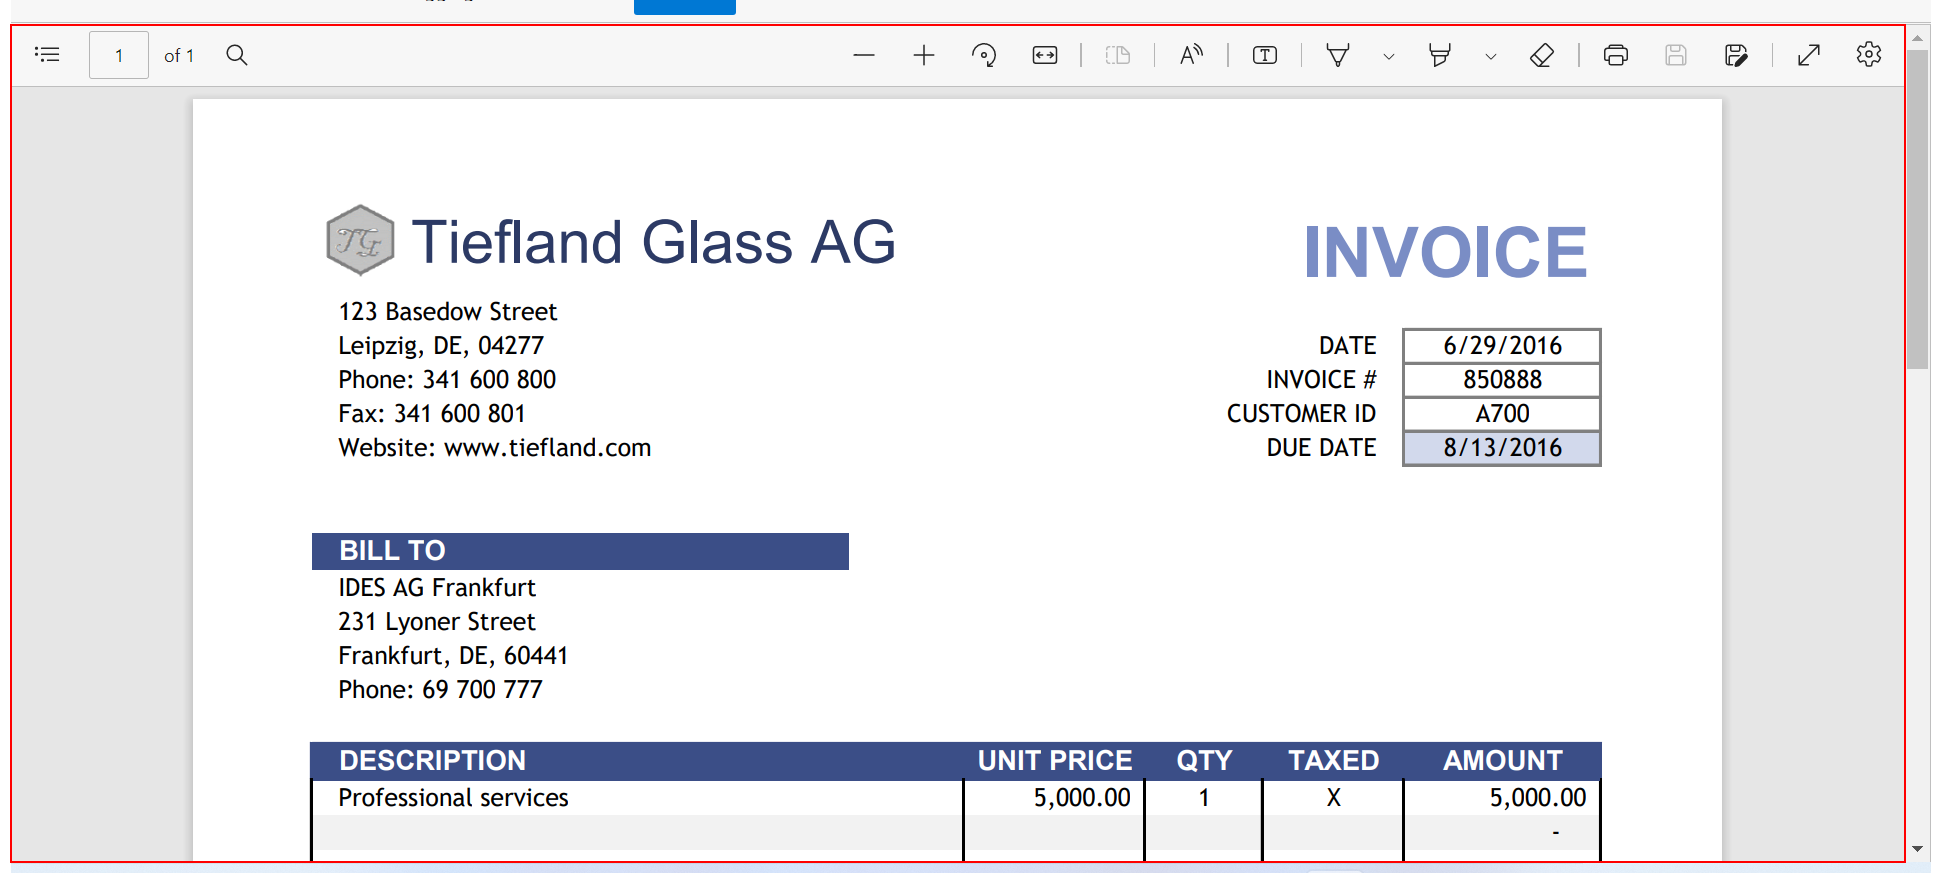 1 of 1
Tiefland Glass AG
INVOICE
123 Basedow Street
Leipzig, DE, 04277
Phone: 341 600 800
Fax: 341 600 801
Website: www.tiefland.com
DATE 6/29/2016
INVOICE # 850888
CUSTOMER ID A700
DUE DATE 8/13/2016
BILL TO
IDES AG Frankfurt
231 Lyoner Street
Frankfurt, DE, 60441
Phone: 69 700 777
DESCRIPTION UNIT PRICE QTY TAXED AMOUNT
Professional services 5,000.00 1 X 5,000.00
-